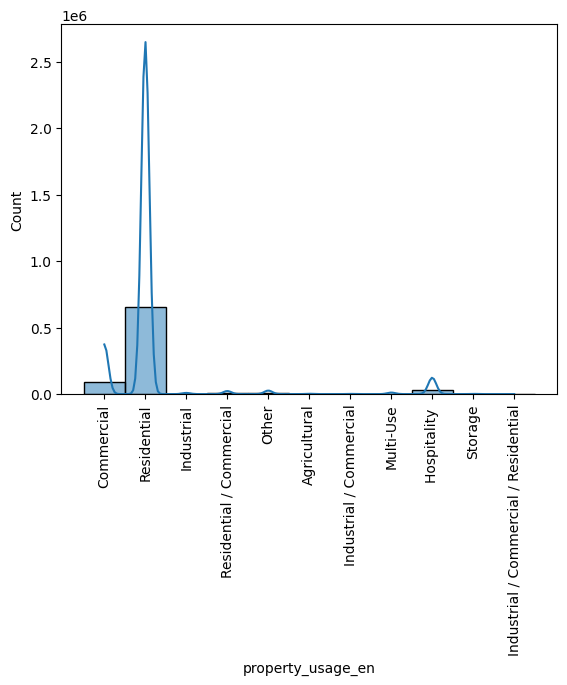 1e6
2.5
2.0
1.5
1.0
0.5
0.0
Count
Commercial
Residential
Industrial
Residential / Commercial
Other
Agricultural
Industrial / Commercial
Multi-Use
Hospitality
Storage
Industrial / Commercial / Residential
property_usage_en